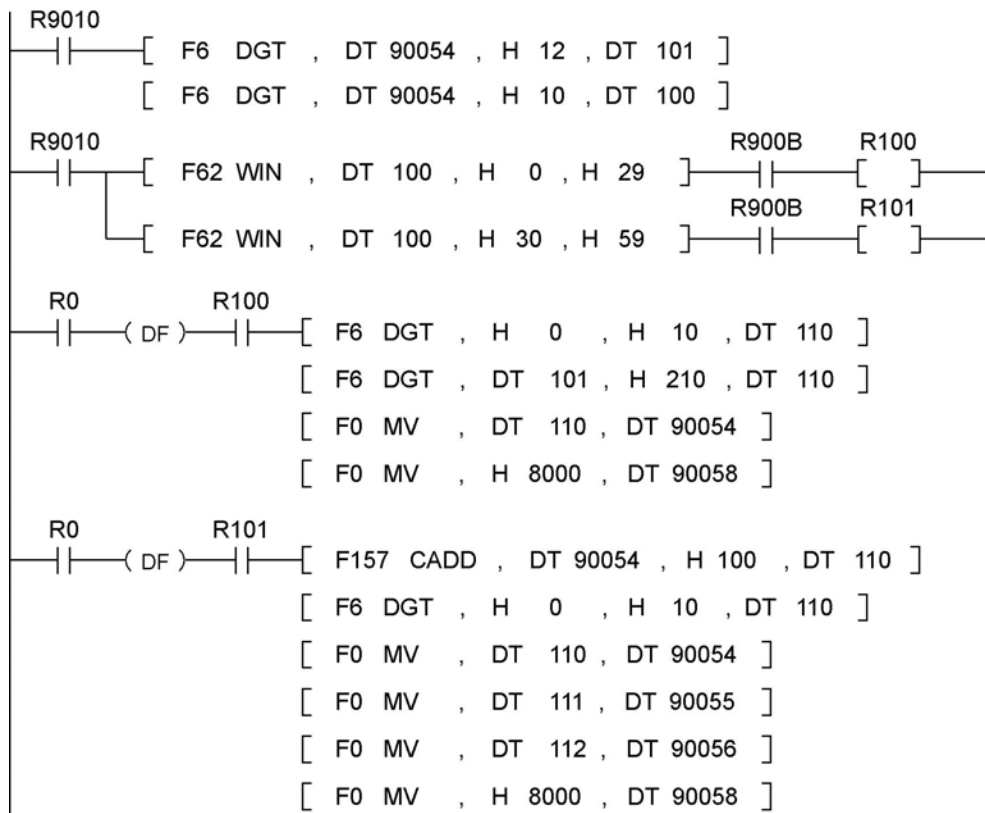 R9010
[ F6 DGT , DT 90054 , H 12 , DT 101 ]
[ F6 DGT , DT 90054 , H 10 , DT 100 ]
R9010 R900B R100
[ F62 WIN , DT 100 , H 0 , H 29 ] [ ]
R900B R101
[ F62 WIN , DT 100 , H 30 , H 59 ] [ ]
R0 R100
( DF ) [ F6 DGT , H 0 , H 10 , DT 110 ]
[ F6 DGT , DT 101 , H 210 , DT 110 ]
[ F0 MV , DT 110 , DT 90054 ]
[ F0 MV , H 8000 , DT 90058 ]
R0 R101
( DF ) [ F157 CADD , DT 90054 , H 100 , DT 110 ]
[ F6 DGT , H 0 , H 10 , DT 110 ]
[ F0 MV , DT 110 , DT 90054 ]
[ F0 MV , DT 111 , DT 90055 ]
[ F0 MV , DT 112 , DT 90056 ]
[ F0 MV , H 8000 , DT 90058 ]